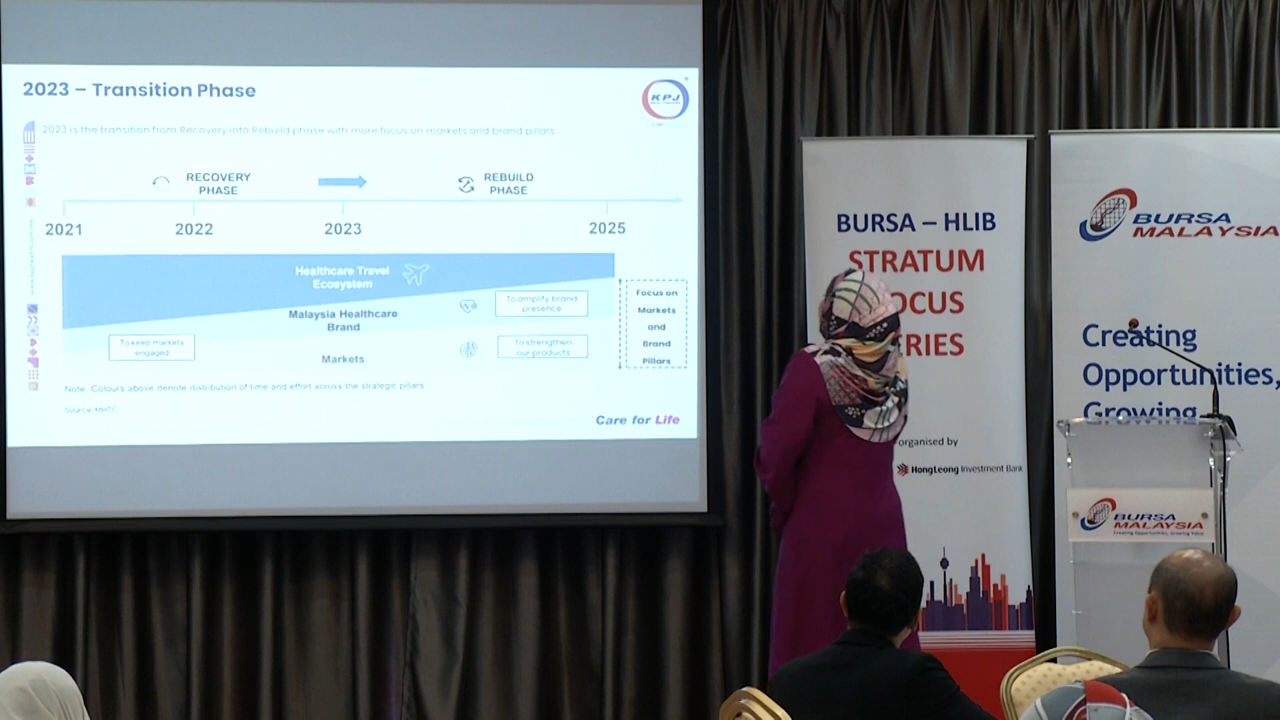 2023 – Transition Phase
KPJ
2023 is the transition from Recovery into Rebuild phase with more focus on markets and brand pillars
RECOVERY
PHASE
REBUILD
PHASE
2021
2022
2023
2025
Healthcare Travel
Ecosystem
Malaysia Healthcare
Brand
Markets
To keep markets
engaged
To amplify brand
presence
To strengthen
our products
Focus on
Markets
and
Brand
Pillars
Note: Colours above denote distribution of time and effort across the strategic pillars
Source: MHTC
Care for Life
BURSA – HLIB
STRATUM
OCUS
RIES
organised by
HongLeong Investment Bank
BURSA
MALAYSIA
Creating
Opportunities,
Growing
BURSA
MALAYSIA
Creating Opportunities, Growing Value